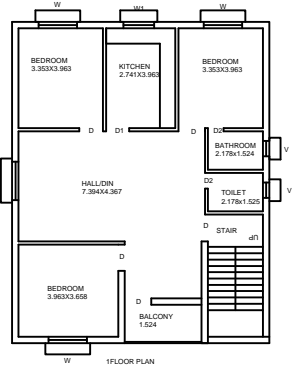 W
W1
W
BEDROOM
3.353X3.963
KITCHEN
2.741X3.963
BEDROOM
3.353X3.963
D
D1
D
D2
BATHROOM
2.178x1.524
V
HALL/DIN
7.394X4.367
D2
TOILET
2.178x1.525
V
D
STAIR
UP
D
BEDROOM
3.963X3.658
D
BALCONY
1.524
W
1FLOOR PLAN